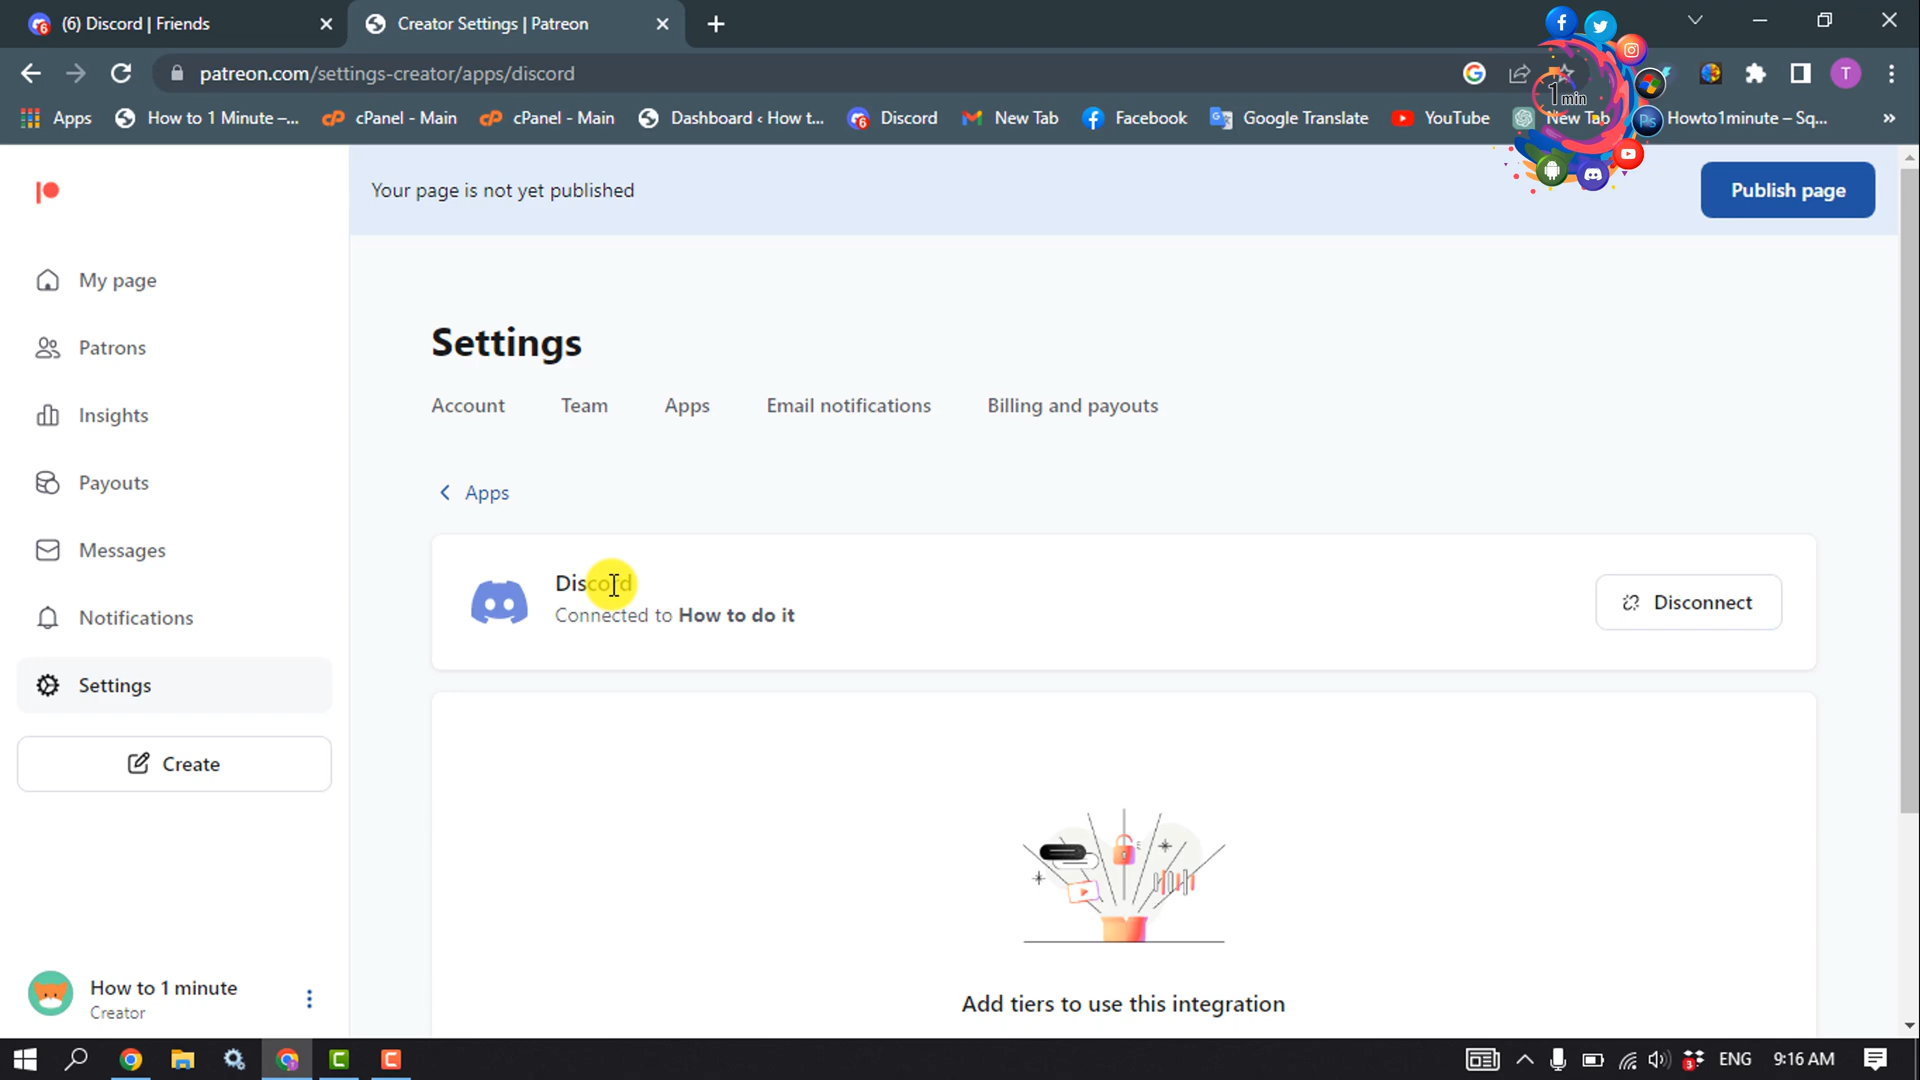 (6) Discord | Friends
Creator Settings | Patreon
patreon.com/settings-creator/apps/discord
T
Apps
How to 1 Minute –...
cPanel - Main
cPanel - Main
Dashboard ‹ How t...
Discord
New Tab
Facebook
Google Translate
YouTube
New Tab
Howto1minute – Sq...
»
1 min
Ps
Your page is not yet published
Publish page
My page
Patrons
Insights
Payouts
Messages
Notifications
Settings
Create
How to 1 minute
Creator
Settings
Account
Team
Apps
Email notifications
Billing and payouts
Apps
Discord
Connected to How to do it
Disconnect
Add tiers to use this integration
ENG
9:16 AM